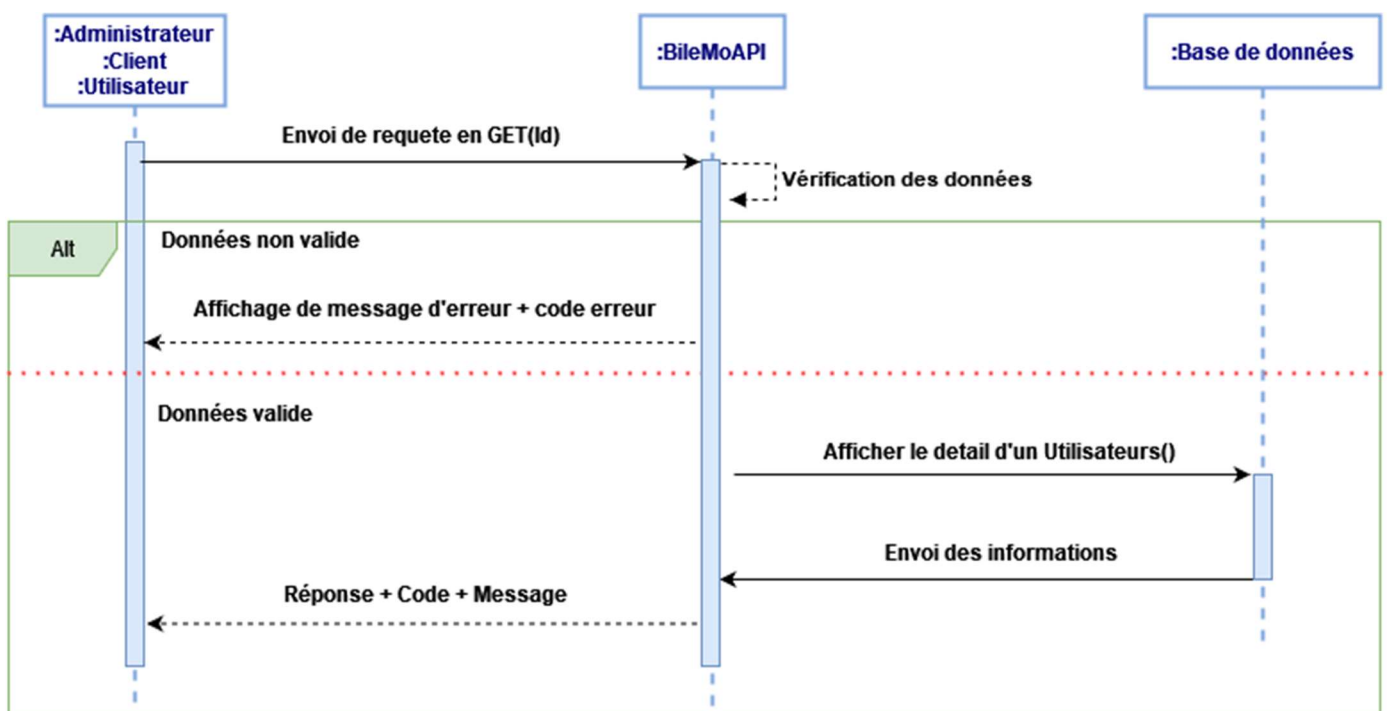 :Administrateur
:Client
:Utilisateur
:BileMoAPI
:Base de données
Envoi de requete en GET(Id)
Vérification des données
Alt
Données non valide
Affichage de message d'erreur + code erreur
Données valide
Afficher le detail d'un Utilisateurs()
Envoi des informations
Réponse + Code + Message